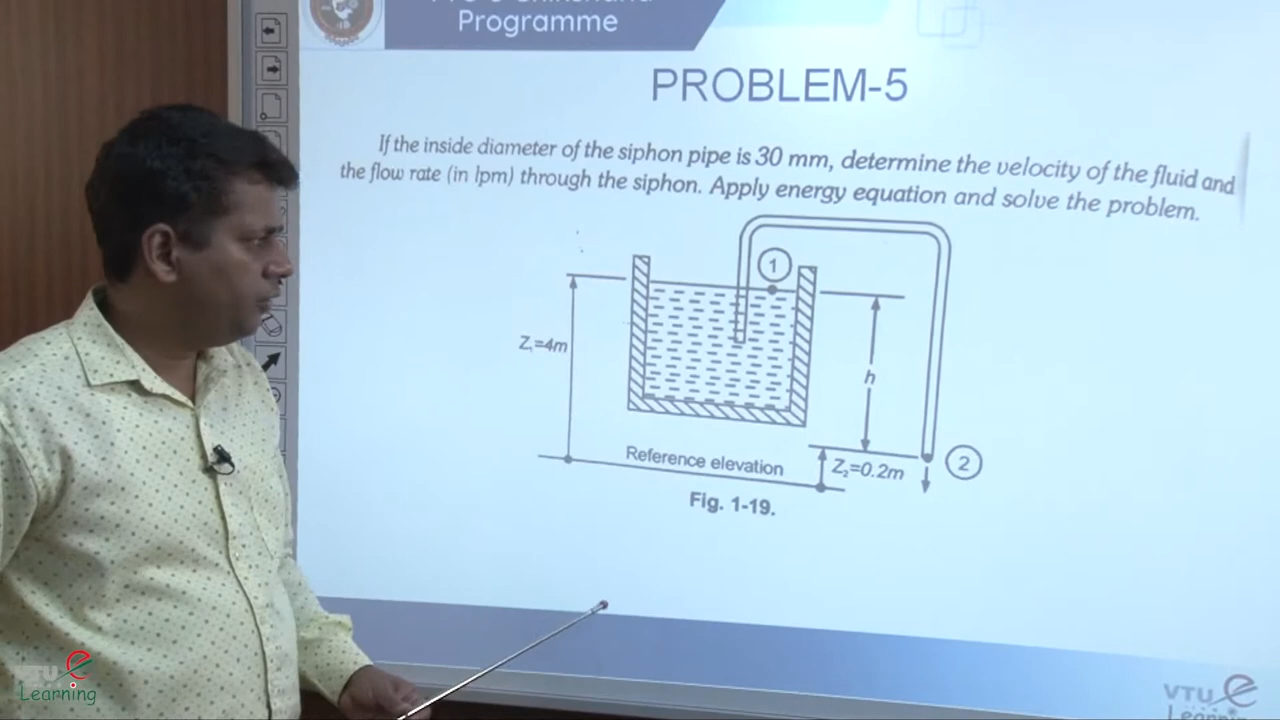 Programme
PROBLEM-5
If the inside diameter of the siphon pipe is 30 mm, determine the velocity of the fluid and
the flow rate (in lpm) through the siphon. Apply energy equation and solve the problem.
1
Z₁=4m
h
Reference elevation
Z₂=0.2m
2
Fig. 1-19.
VTU e
Learning
VTU e
Learning